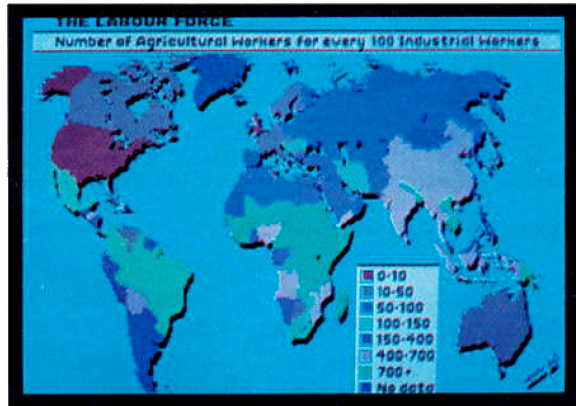 THE LABOUR FORCE
Number of Agricultural Workers for every 100 Industrial Workers
0-10
10-50
50-100
100-150
150-400
400-700
700+
No data